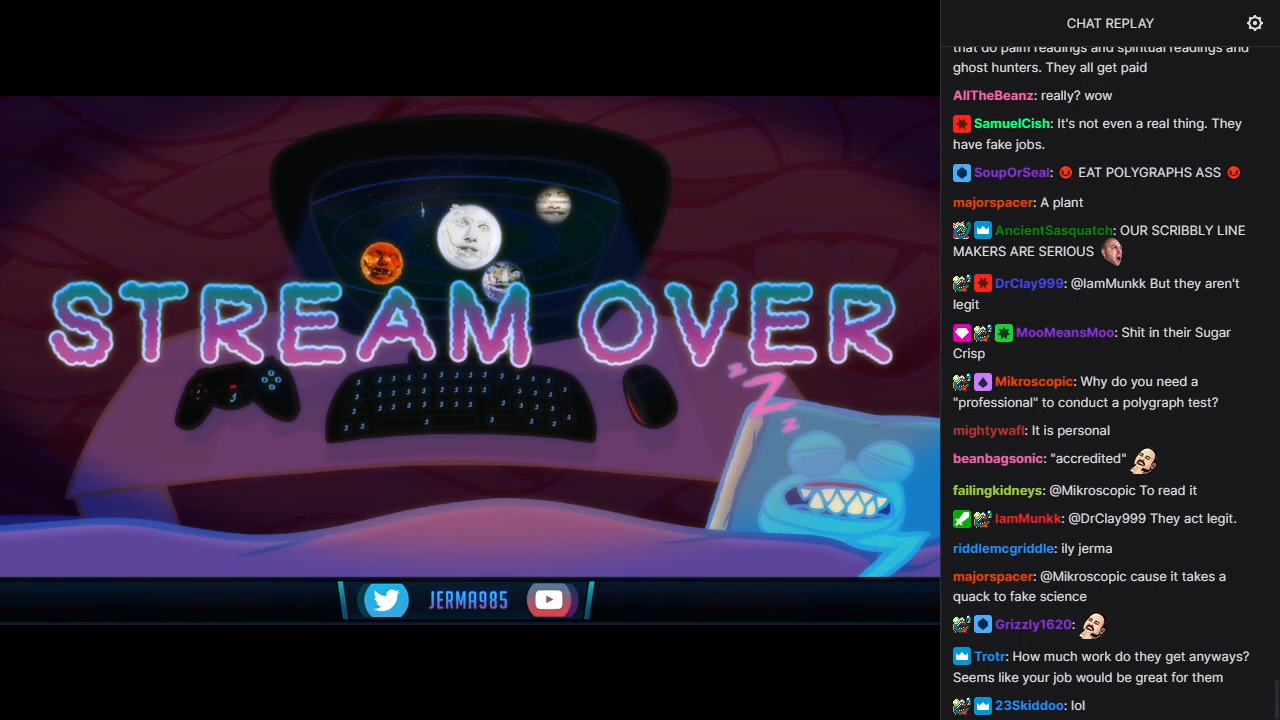 CHAT REPLAY
that do palm readings and spiritual readings and
ghost hunters. They all get paid
AllTheBeanz: really? wow
SamuelCish: It's not even a real thing. They
have fake jobs.
SoupOrSeal: EAT POLYGRAPHS ASS
majorspacer: A plant
AncientSasquatch: OUR SCRIBBLY LINE
MAKERS ARE SERIOUS
DrClay999: @IamMunkk But they aren't
legit
MooMeansMoo: Shit in their Sugar
Crisp
Mikroscopic: Why do you need a
"professional" to conduct a polygraph test?
mightywafl: It is personal
beanbagsonic: "accredited"
failingkidneys: @Mikroscopic To read it
IamMunkk: @DrClay999 They act legit.
riddlemcgriddle: ily jerma
majorspacer: @Mikroscopic cause it takes a
quack to fake science
Grizzly1620:
Trotr: How much work do they get anyways?
Seems like your job would be great for them
23Skiddoo: lol
STREAM OVER
z
Z
z
JERMA985